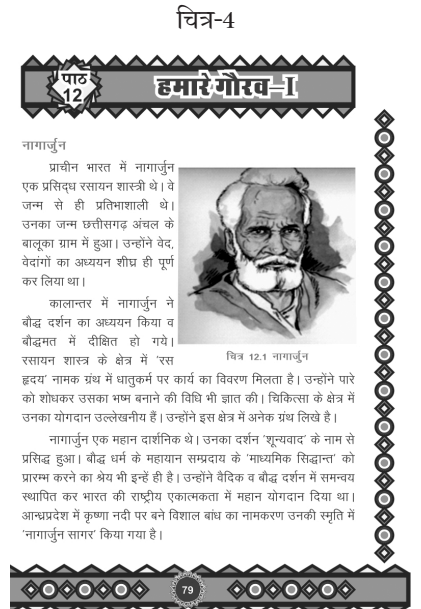 चित्र-4
पाठ
12
हमारे गौरव–I
नागार्जुन
प्राचीन भारत में नागार्जुन
एक प्रसिद्ध रसायन शास्त्री थे। वे
जन्म से ही प्रतिभाशाली थे।
उनका जन्म छत्तीसगढ़ अंचल के
बालूका ग्राम में हुआ। उन्होंने वेद,
वेदांगों का अध्ययन शीघ्र ही पूर्ण
कर लिया था।
कालान्तर में नागार्जुन ने
बौद्ध दर्शन का अध्ययन किया व
बौद्धमत में दीक्षित हो गये।
रसायन शास्त्र के क्षेत्र में 'रस
चित्र 12.1 नागार्जुन
हृदय' नामक ग्रंथ में धातुकर्म पर कार्य का विवरण मिलता है। उन्होंने पारे
को शोधकर उसका भष्म बनाने की विधि भी ज्ञात की। चिकित्सा के क्षेत्र में
उनका योगदान उल्लेखनीय हैं। उन्होंने इस क्षेत्र में अनेक ग्रंथ लिखे है।
नागार्जुन एक महान दार्शनिक थे। उनका दर्शन 'शून्यवाद' के नाम से
प्रसिद्ध हुआ। बौद्ध धर्म के महायान सम्प्रदाय के 'माध्यमिक सिद्धान्त' को
प्रारम्भ करने का श्रेय भी इन्हें ही है। उन्होंने वैदिक व बौद्ध दर्शन में समन्वय
स्थापित कर भारत की राष्ट्रीय एकात्मकता में महान योगदान दिया था।
आन्ध्रप्रदेश में कृष्णा नदी पर बने विशाल बांध का नामकरण उनकी स्मृति में
'नागार्जुन सागर' किया गया है।
79